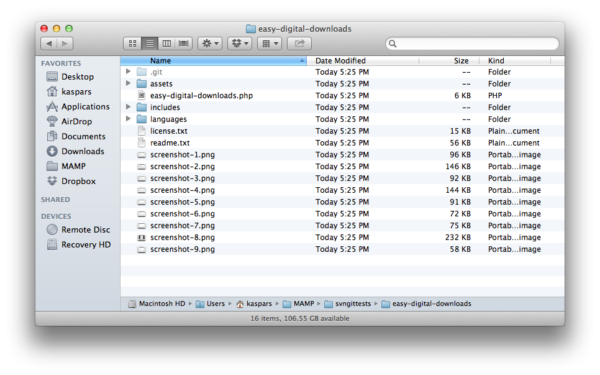 easy-digital-downloads
Name Date Modified Size Kind
FAVORITES
Desktop
kaspars
Applications
AirDrop
Documents
Downloads
MAMP
Dropbox
SHARED
DEVICES
Remote Disc
Recovery HD
.git Today 5:25 PM -- Folder
assets Today 5:25 PM -- Folder
easy-digital-downloads.php Today 5:25 PM 6 KB PHP
includes Today 5:25 PM -- Folder
languages Today 5:25 PM -- Folder
license.txt Today 5:25 PM 15 KB Plain...cument
readme.txt Today 5:25 PM 56 KB Plain...cument
screenshot-1.png Today 5:25 PM 96 KB Portab...image
screenshot-2.png Today 5:25 PM 146 KB Portab...image
screenshot-3.png Today 5:25 PM 92 KB Portab...image
screenshot-4.png Today 5:25 PM 144 KB Portab...image
screenshot-5.png Today 5:25 PM 91 KB Portab...image
screenshot-6.png Today 5:25 PM 72 KB Portab...image
screenshot-7.png Today 5:25 PM 75 KB Portab...image
screenshot-8.png Today 5:25 PM 232 KB Portab...image
screenshot-9.png Today 5:25 PM 58 KB Portab...image
Macintosh HD Users kaspars MAMP svngittests easy-digital-downloads
16 items, 106.55 GB available